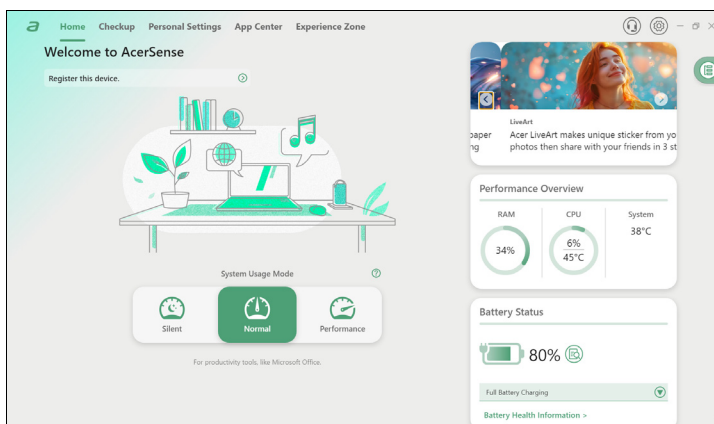 Home Checkup Personal Settings App Center Experience Zone
Welcome to AcerSense
Register this device.
System Usage Mode
Silent
Normal
Performance
For productivity tools, like Microsoft Office.
LiveArt
paper Acer LiveArt makes unique sticker from yo
ng photos then share with your friends in 3 st
Performance Overview
RAM CPU System
34%
6%
45°C
38°C
Battery Status
80%
Full Battery Charging
Battery Health Information >